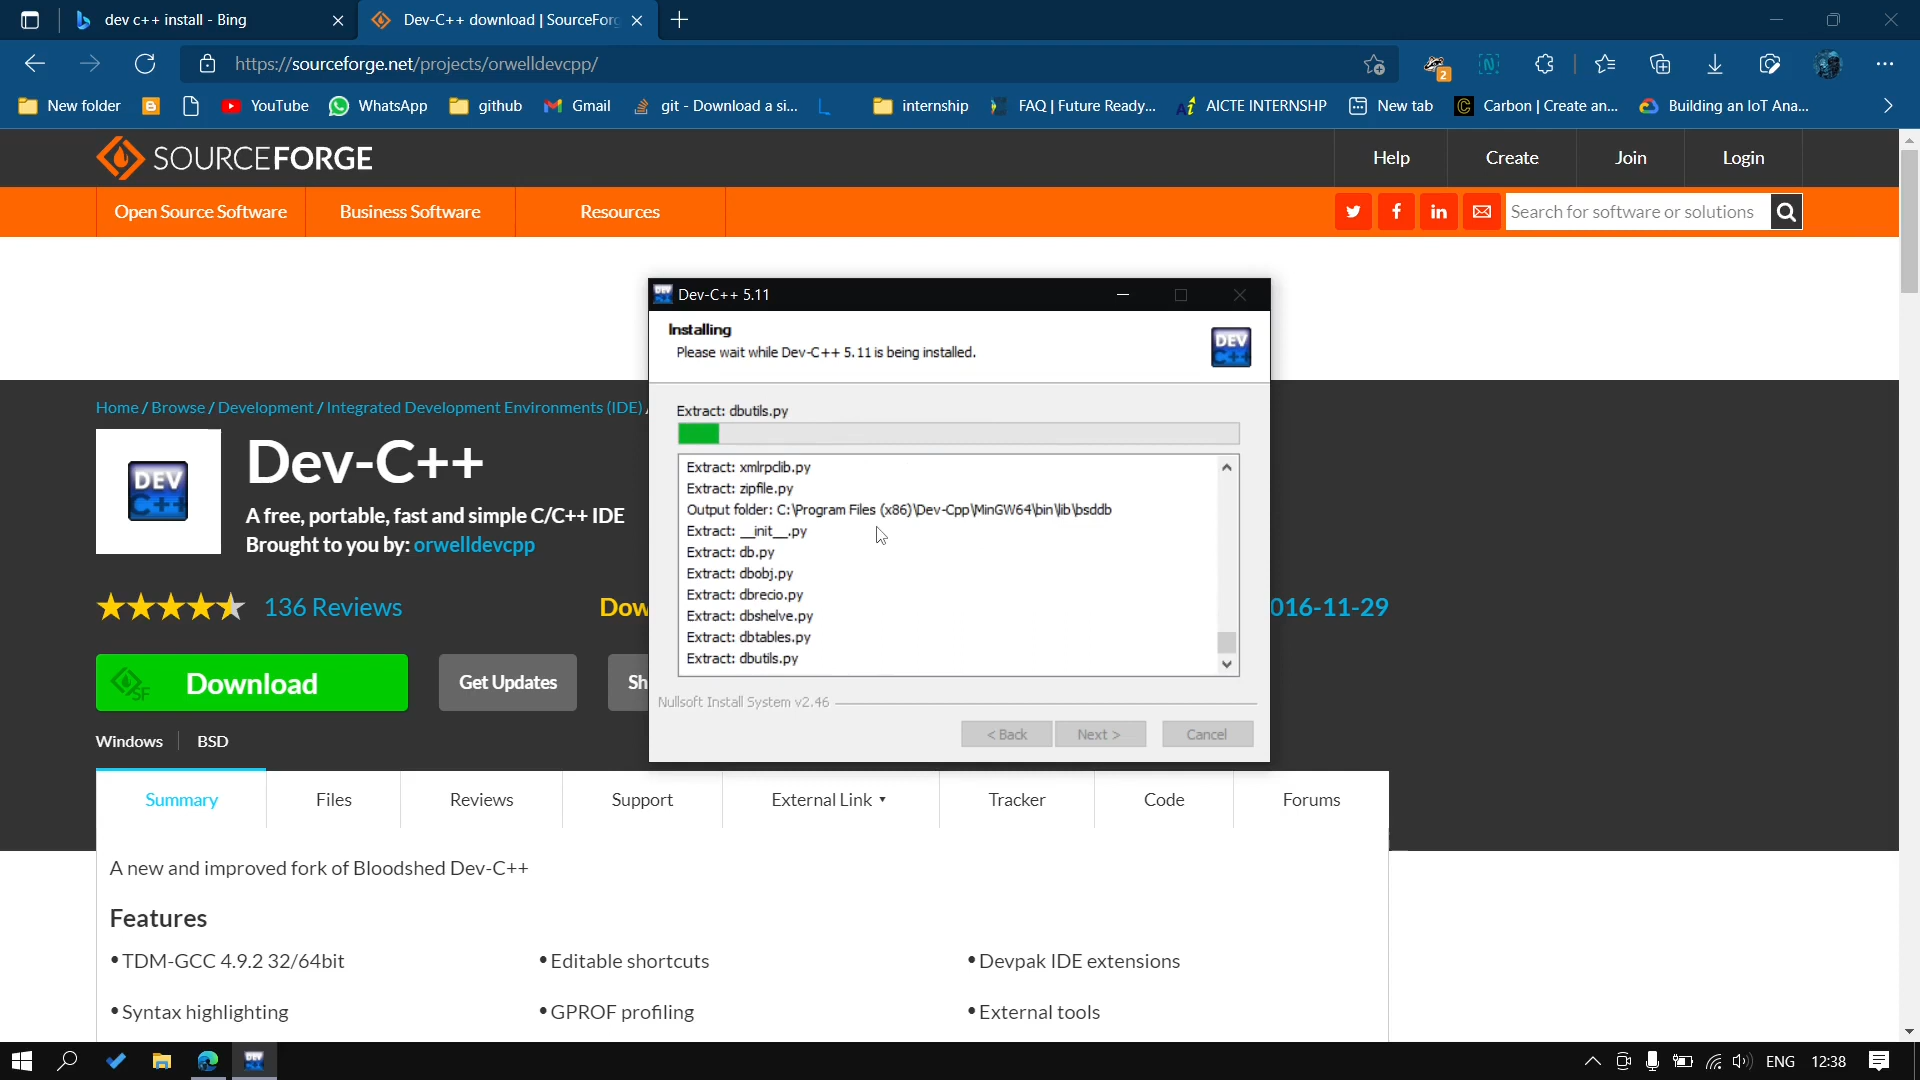 dev c++ install - Bing
Dev-C++ download | SourceForg
https://sourceforge.net/projects/orwelldevcpp/
2
New folder
YouTube
WhatsApp
github
Gmail
git - Download a si...
internship
FAQ | Future Ready...
AICTE INTERNSHP
New tab
Carbon | Create an...
Building an IoT Ana...
SOURCEFORGE
Help
Create
Join
Login
Open Source Software
Business Software
Resources
Search for software or solutions
Dev-C++ 5.11
Installing
Please wait while Dev-C++ 5.11 is being installed.
DEV
C++
Extract: dbutils.py
Extract: xmlrpclib.py
Extract: zipfile.py
Output folder: C:\Program Files (x86)\Dev-Cpp\MinGW64\bin\lib\bsddb
Extract: __init__.py
Extract: db.py
Extract: dbobj.py
Extract: dbrecio.py
Extract: dbshelve.py
Extract: dbtables.py
Extract: dbutils.py
Nullsoft Install System v2.46
< Back
Next >
Cancel
Home / Browse / Development / Integrated Development Environments (IDE) /
DEV
C++
Dev-C++
A free, portable, fast and simple C/C++ IDE
Brought to you by: orwelldevcpp
136 Reviews
Dow
016-11-29
SF
Download
Get Updates
Sh
Windows
BSD
Summary
Files
Reviews
Support
External Link
Tracker
Code
Forums
A new and improved fork of Bloodshed Dev-C++
Features
•TDM-GCC 4.9.2 32/64bit
•Editable shortcuts
•Devpak IDE extensions
•Syntax highlighting
•GPROF profiling
•External tools
ENG
12:38